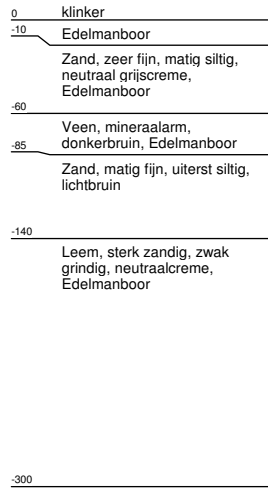 0 klinker
-10 Edelmanboor
Zand, zeer fijn, matig siltig,
neutraal grijscreme,
Edelmanboor
-60
Veen, mineraalarm,
donkerbruin, Edelmanboor
-85
Zand, matig fijn, uiterst siltig,
lichtbruin
-140
Leem, sterk zandig, zwak
grindig, neutraalcreme,
Edelmanboor
-300